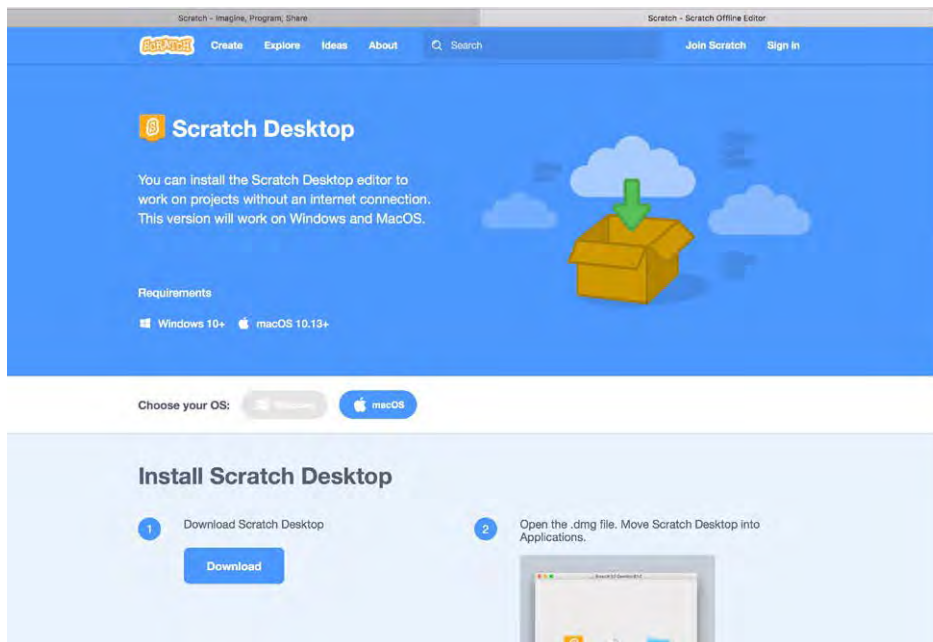 Scratch - Imagine, Program, Share
Scratch - Scratch Offline Editor
SCRATCH
Create
Explore
Ideas
About
Search
Join Scratch
Sign in
Scratch Desktop
You can install the Scratch Desktop editor to
work on projects without an internet connection.
This version will work on Windows and MacOS.
Requirements
Windows 10+
macOS 10.13+
Choose your OS:
macOS
Install Scratch Desktop
1
Download Scratch Desktop
Download
2
Open the .dmg file. Move Scratch Desktop into
Applications.